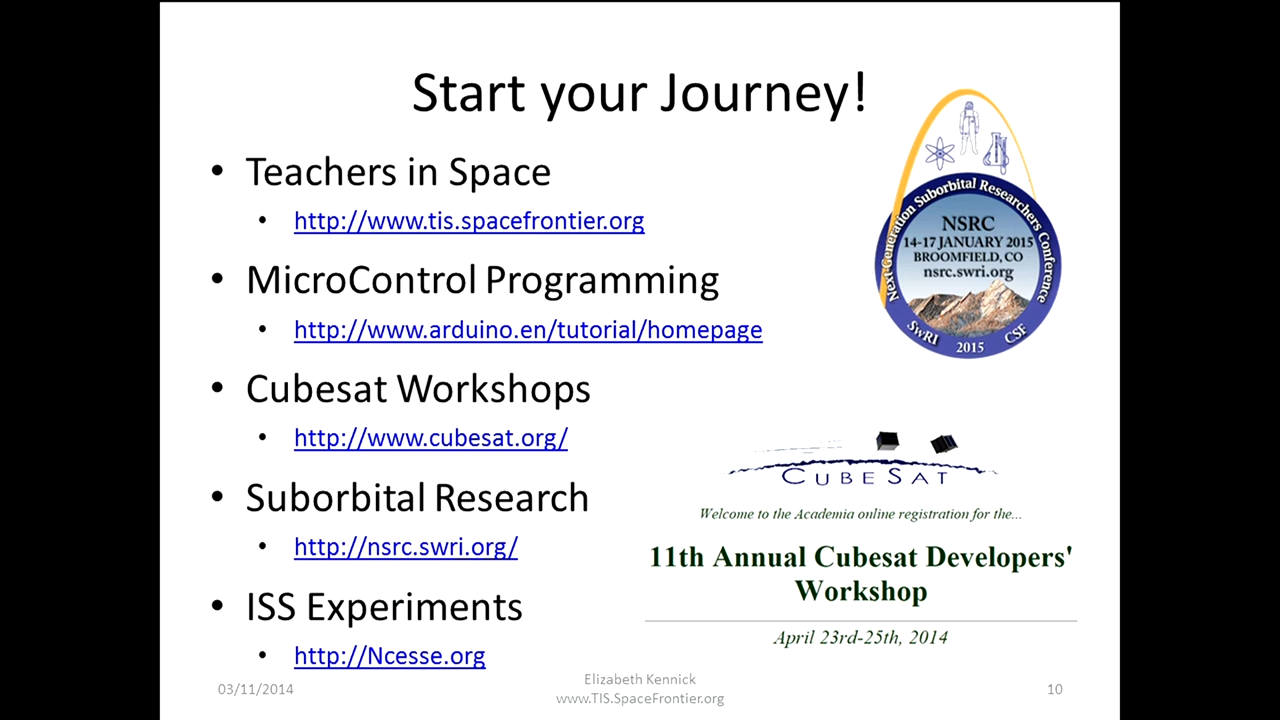 Start your Journey!
• Teachers in Space
• http://www.tis.spacefrontier.org
• MicroControl Programming
• http://www.arduino.en/tutorial/homepage
• Cubesat Workshops
• http://www.cubesat.org/
• Suborbital Research
• http://nsrc.swri.org/
• ISS Experiments
• http://Ncesse.org
Next-Generation Suborbital Researchers Conference
NSRC
14-17 JANUARY 2015
BROOMFIELD, CO
nsrc.swri.org
SwRI 2015 CSF
CUBESAT
Welcome to the Academia online registration for the...
11th Annual Cubesat Developers'
Workshop
April 23rd-25th, 2014
03/11/2014
Elizabeth Kennick
www.TIS.SpaceFrontier.org
10